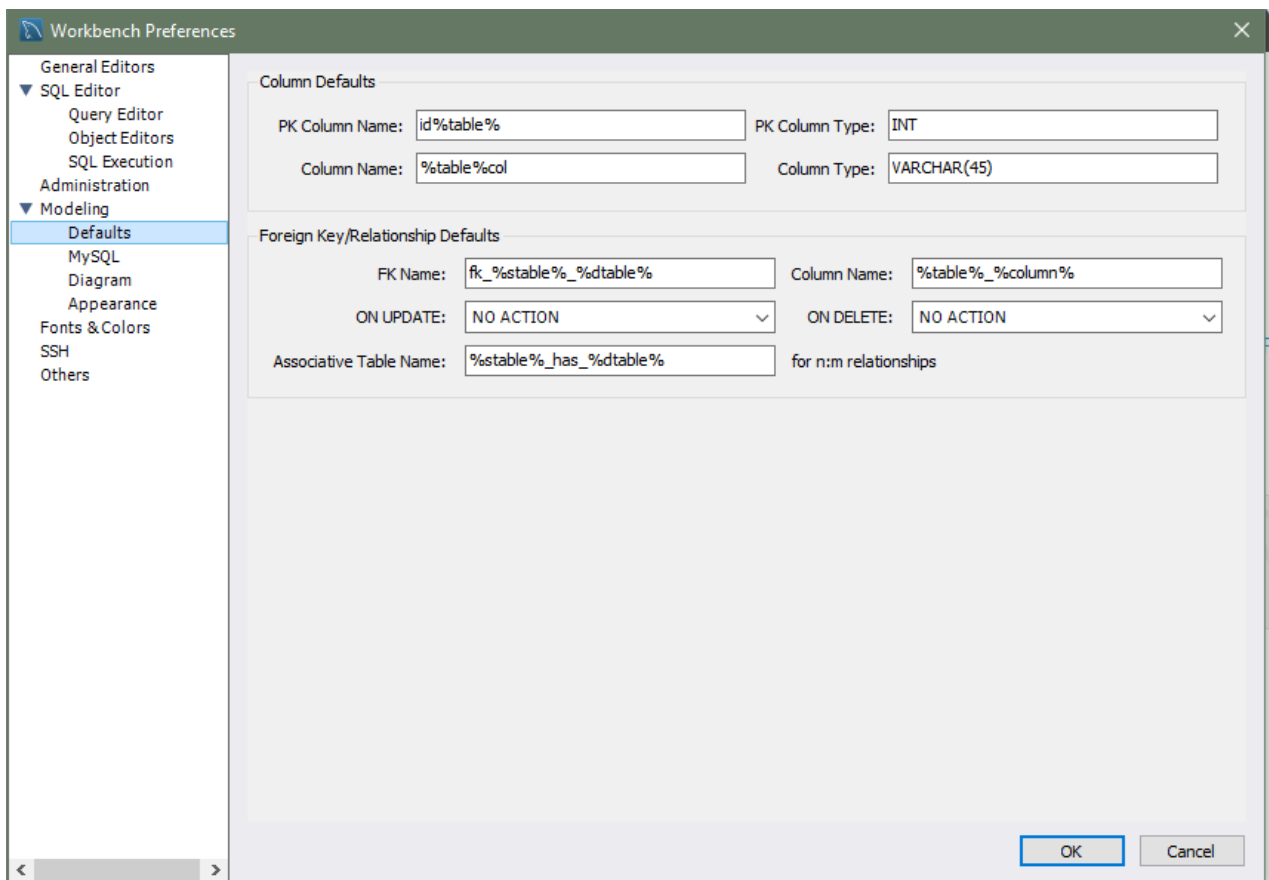 Workbench Preferences
General Editors
SQL Editor
Query Editor
Object Editors
SQL Execution
Administration
Modeling
Defaults
MySQL
Diagram
Appearance
Fonts & Colors
SSH
Others
Column Defaults
PK Column Name: id%table% PK Column Type: INT
Column Name: %table%col Column Type: VARCHAR(45)
Foreign Key/Relationship Defaults
FK Name: fk_%stable%_%dtable% Column Name: %table%_%column%
ON UPDATE: NO ACTION ON DELETE: NO ACTION
Associative Table Name: %stable%_has_%dtable% for n:m relationships
OK Cancel